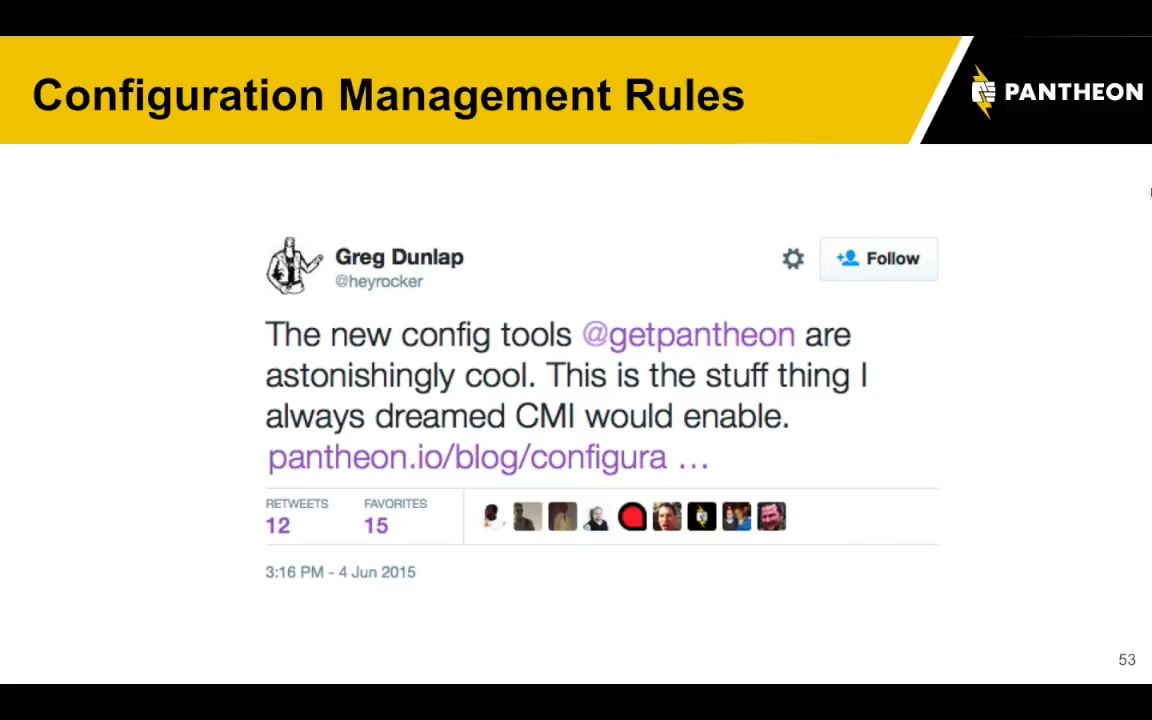 Configuration Management Rules
PANTHEON
Greg Dunlap
@heyrocker
Follow
The new config tools @getpantheon are
astonishingly cool. This is the stuff thing I
always dreamed CMI would enable.
pantheon.io/blog/configura ...
RETWEETS FAVORITES
12 15
3:16 PM - 4 Jun 2015
53